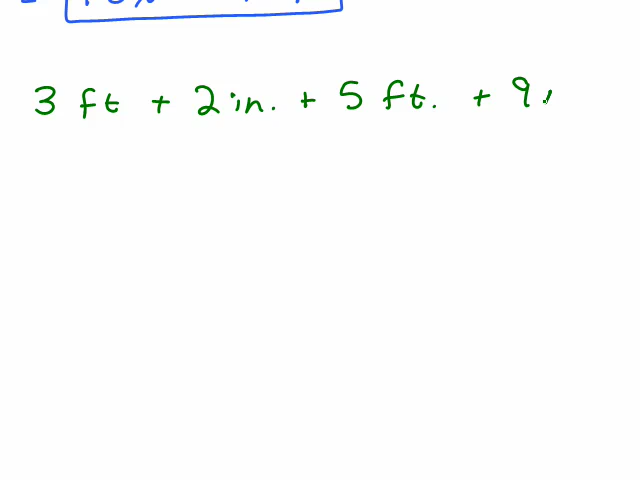 3 ft + 2 in. + 5 ft. + 9